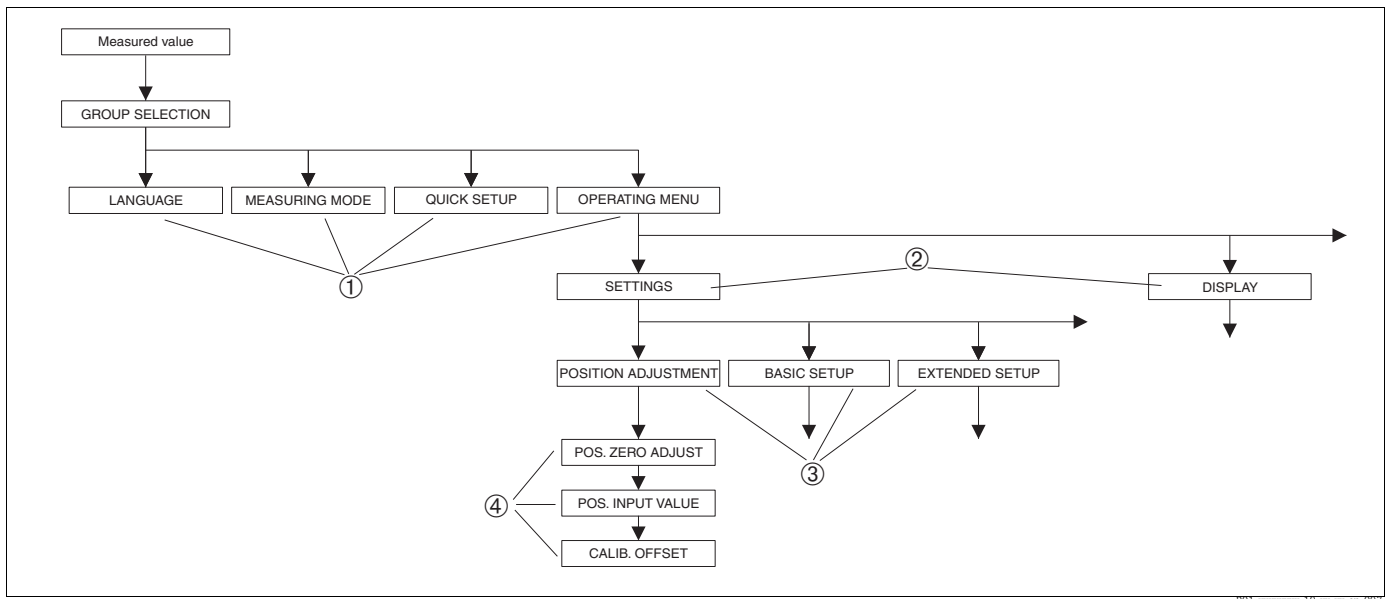 Measured value
GROUP SELECTION
LANGUAGE
MEASURING MODE
QUICK SETUP
OPERATING MENU
①
②
SETTINGS
DISPLAY
POSITION ADJUSTMENT
BASIC SETUP
EXTENDED SETUP
③
④
POS. ZERO ADJUST
POS. INPUT VALUE
CALIB. OFFSET